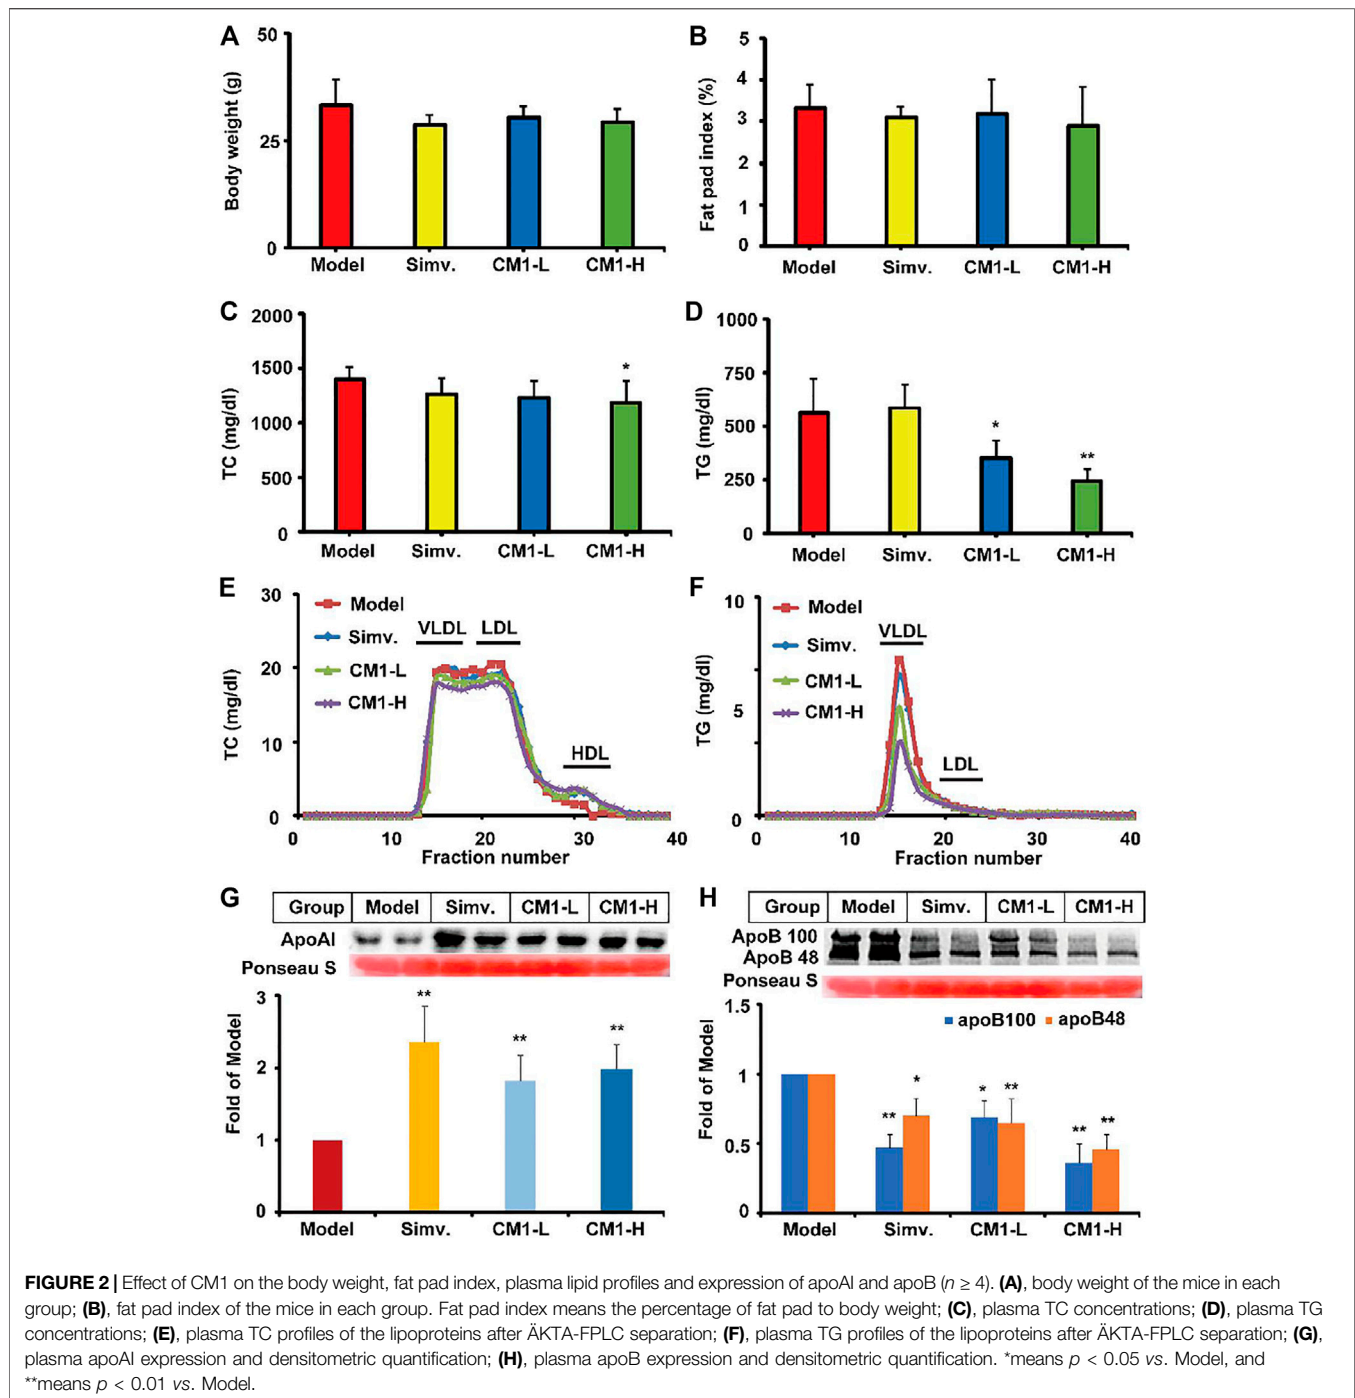 A
50
25
0
Body weight (g)
Model Simv. CM1-L CM1-H
B
5
4
3
2
1
0
Fat pad index (%)
Model Simv. CM1-L CM1-H
C
2000
1500
1000
500
0
TC (mg/dl)
*
Model Simv. CM1-L CM1-H
D
1000
750
500
250
0
TG (mg/dl)
*
**
Model Simv. CM1-L CM1-H
E
30
20
10
0
TC (mg/dl)
Model
Simv.
CM1-L
CM1-H
VLDL LDL
HDL
0 10 20 30 40
Fraction number
F
10
5
0
TG (mg/dl)
Model
Simv.
CM1-L
CM1-H
VLDL
LDL
0 10 20 30 40
Fraction number
G
Group Model Simv. CM1-L CM1-H
ApoAI
Ponseau S
3
2
1
0
Fold of Model
**
**
**
Model Simv. CM1-L CM1-H
H
Group Model Simv. CM1-L CM1-H
ApoB 100
ApoB 48
Ponseau S
1.5
1
0.5
0
Fold of Model
apoB100 apoB48
** *
* **
** **
Model Simv. CM1-L CM1-H
FIGURE 2 | Effect of CM1 on the body weight, fat pad index, plasma lipid profiles and expression of apoAI and apoB (n ≥ 4). (A), body weight of the mice in each
group; (B), fat pad index of the mice in each group. Fat pad index means the percentage of fat pad to body weight; (C), plasma TC concentrations; (D), plasma TG
concentrations; (E), plasma TC profiles of the lipoproteins after ÄKTA-FPLC separation; (F), plasma TG profiles of the lipoproteins after ÄKTA-FPLC separation; (G),
plasma apoAI expression and densitometric quantification; (H), plasma apoB expression and densitometric quantification. *means p < 0.05 vs. Model, and
**means p < 0.01 vs. Model.